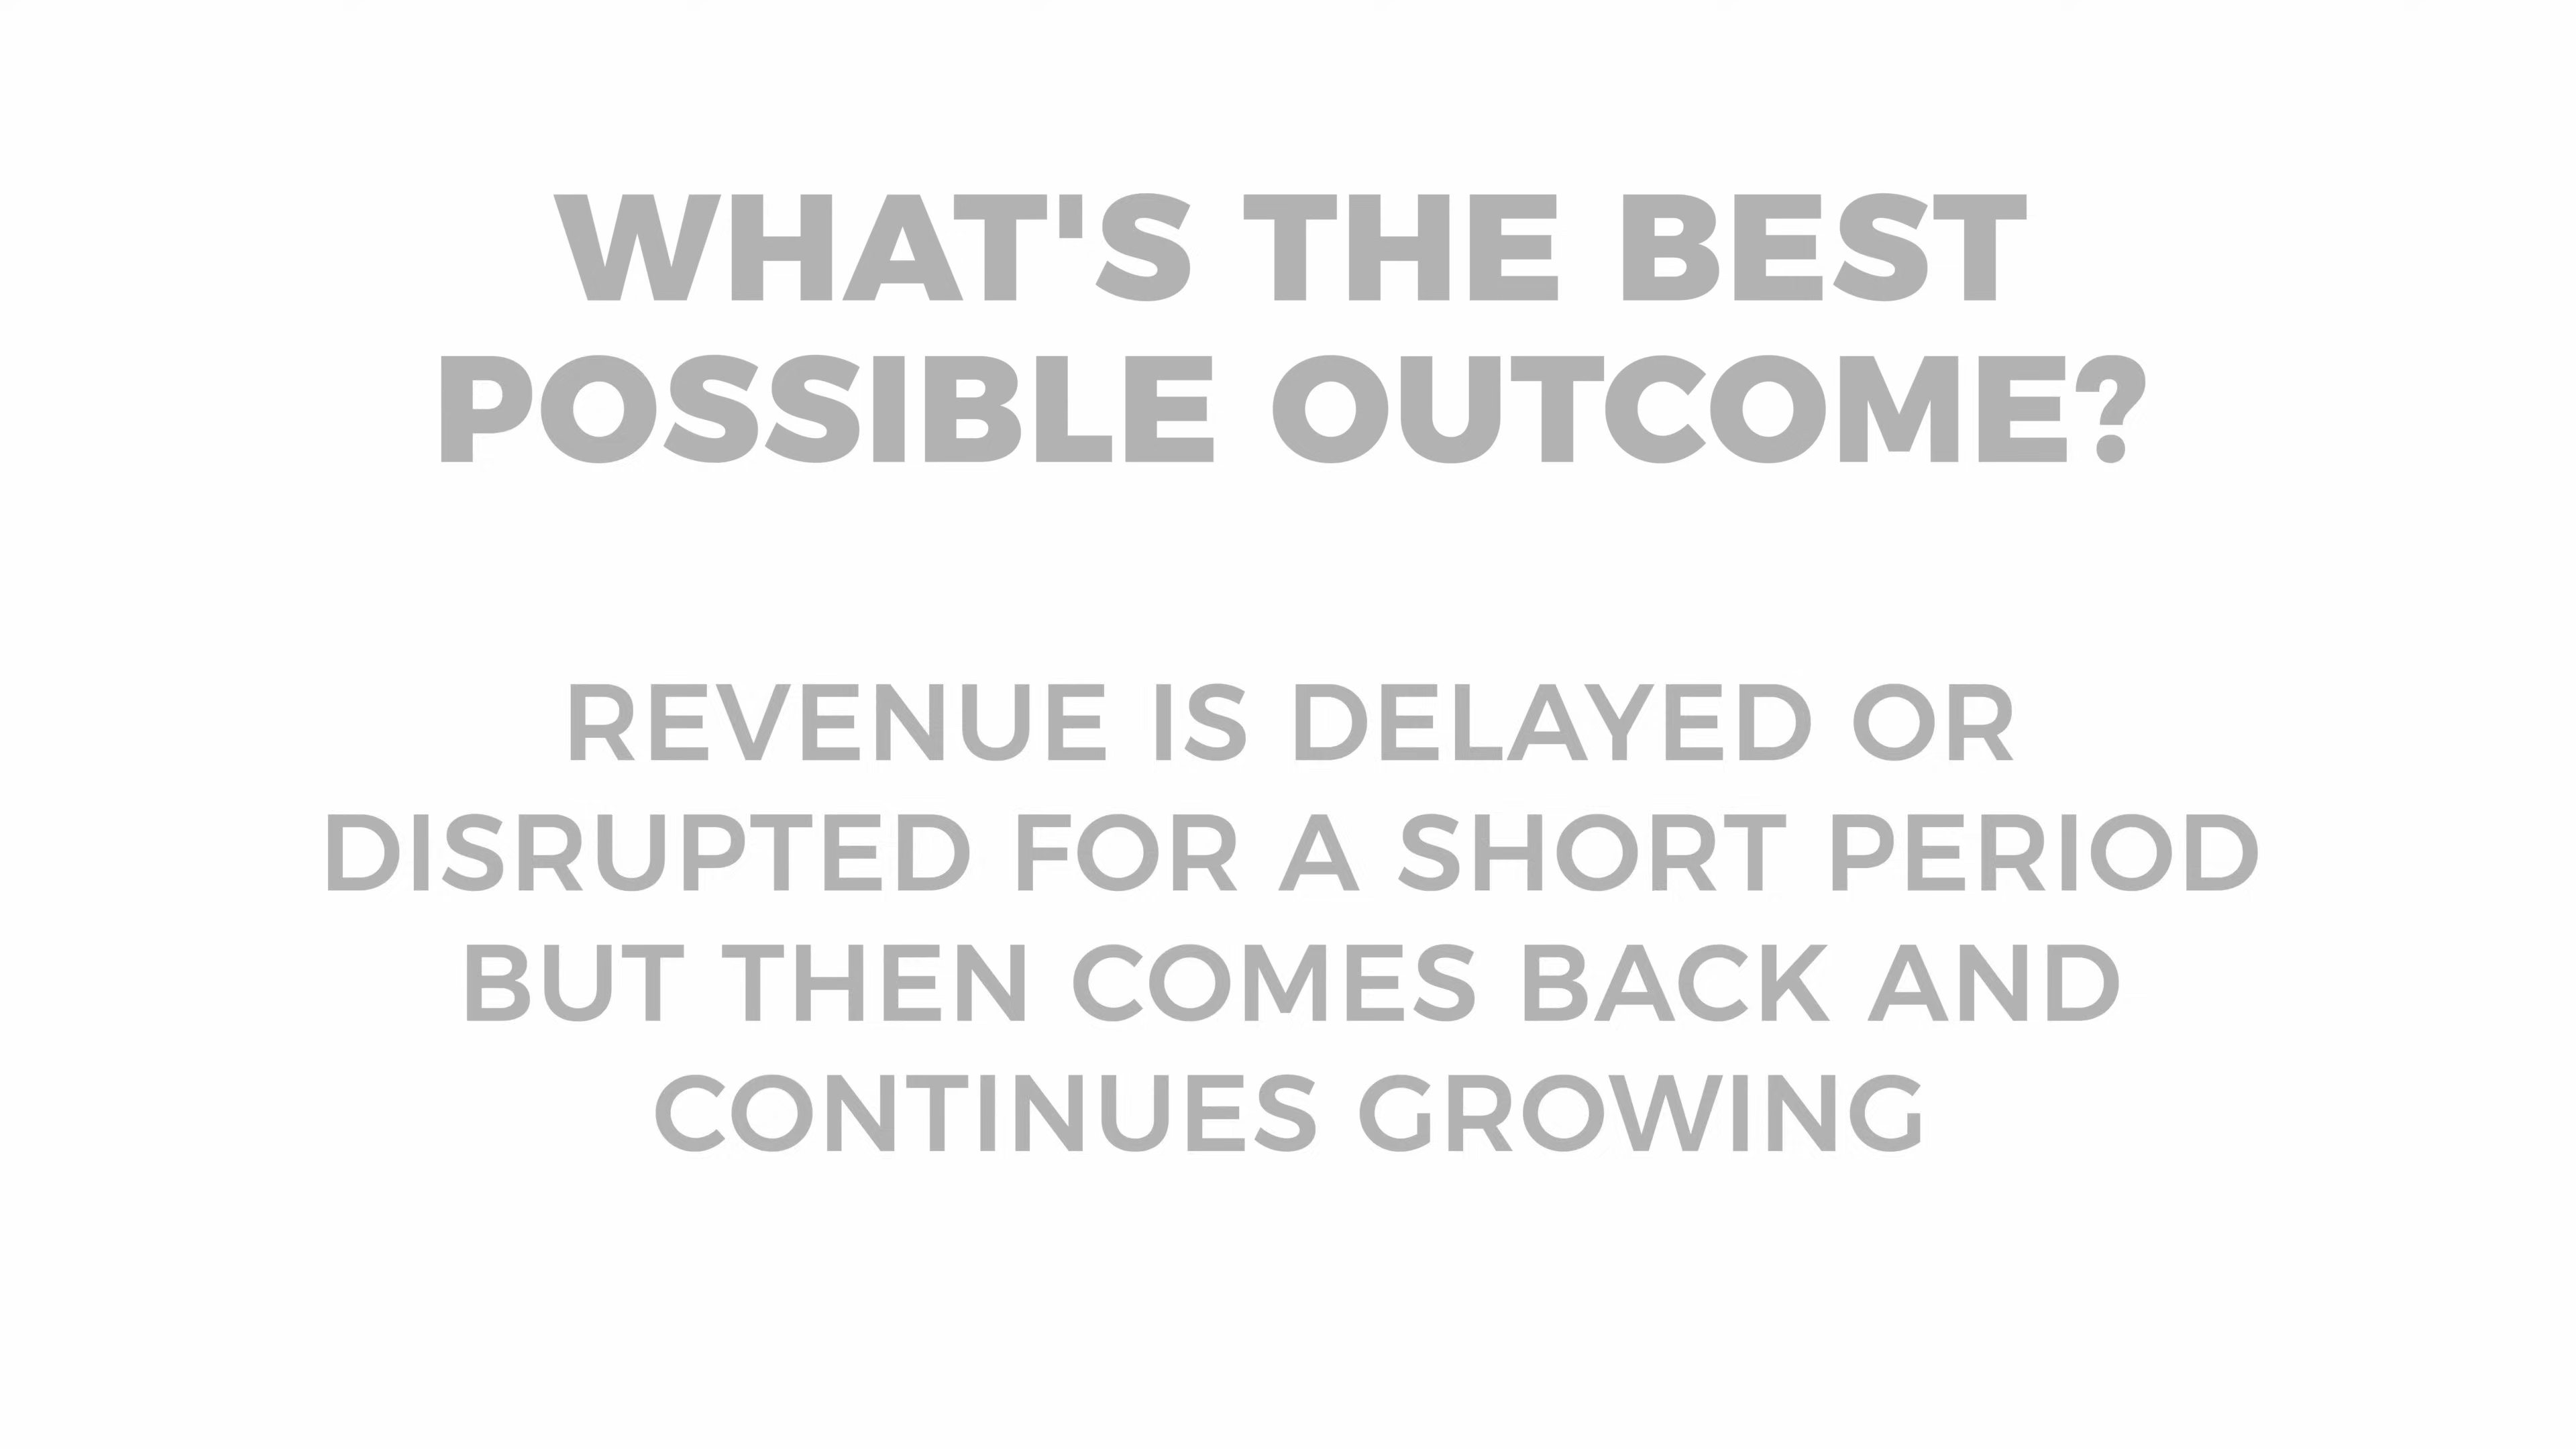 WHAT'S THE BEST
POSSIBLE OUTCOME?
REVENUE IS DELAYED OR
DISRUPTED FOR A SHORT PERIOD
BUT THEN COMES BACK AND
CONTINUES GROWING